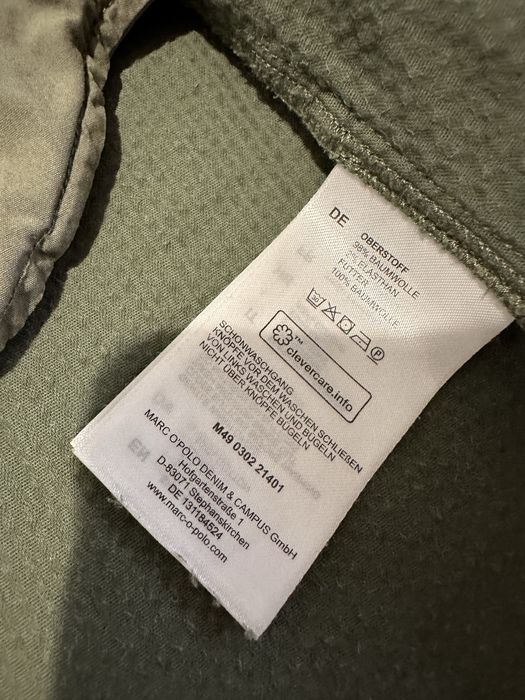 DE
OBERSTOFF
98% BAUMWOLLE
2% ELASTHAN
FUTTER
100% BAUMWOLLE
30
P
™
clevercare.info
SCHONWASCHGANG
KNÖPFE VOR DEM WASCHEN SCHLIEßEN
VON LINKS WASCHEN UND BÜGELN
NICHT ÜBER KNÖPFE BÜGELN
M49 0302 21401
MARC O'POLO DENIM & CAMPUS GmbH
Hofgartenstraße 1
D-83071 Stephanskirchen
DE 131184524
www.marc-o-polo.com